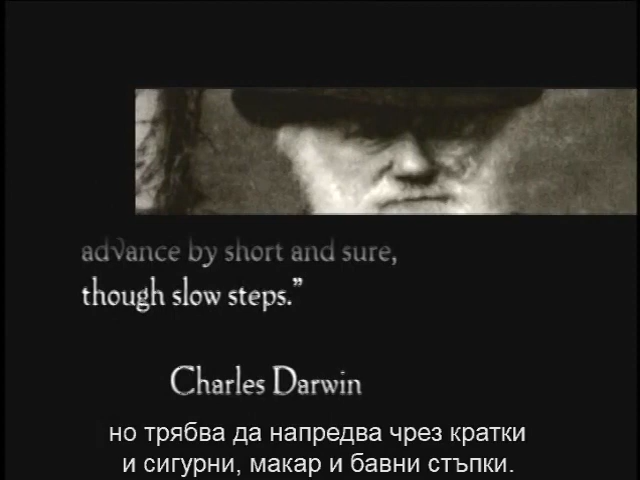 advance by short and sure,
though slow steps.”
Charles Darwin
но трябва да напредва чрез кратки
и сигурни, макар и бавни стъпки.